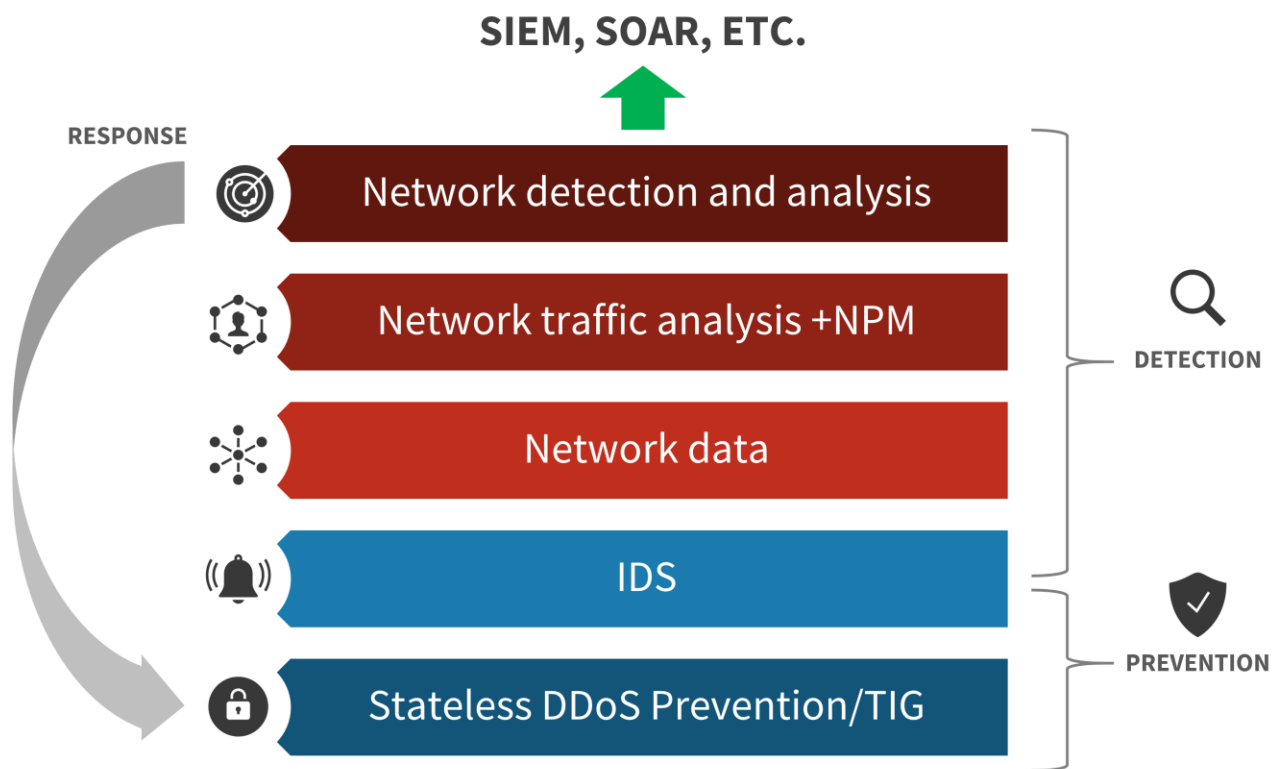 SIEM, SOAR, ETC.
RESPONSE
Network detection and analysis
Network traffic analysis +NPM
DETECTION
Network data
IDS
PREVENTION
Stateless DDoS Prevention/TIG